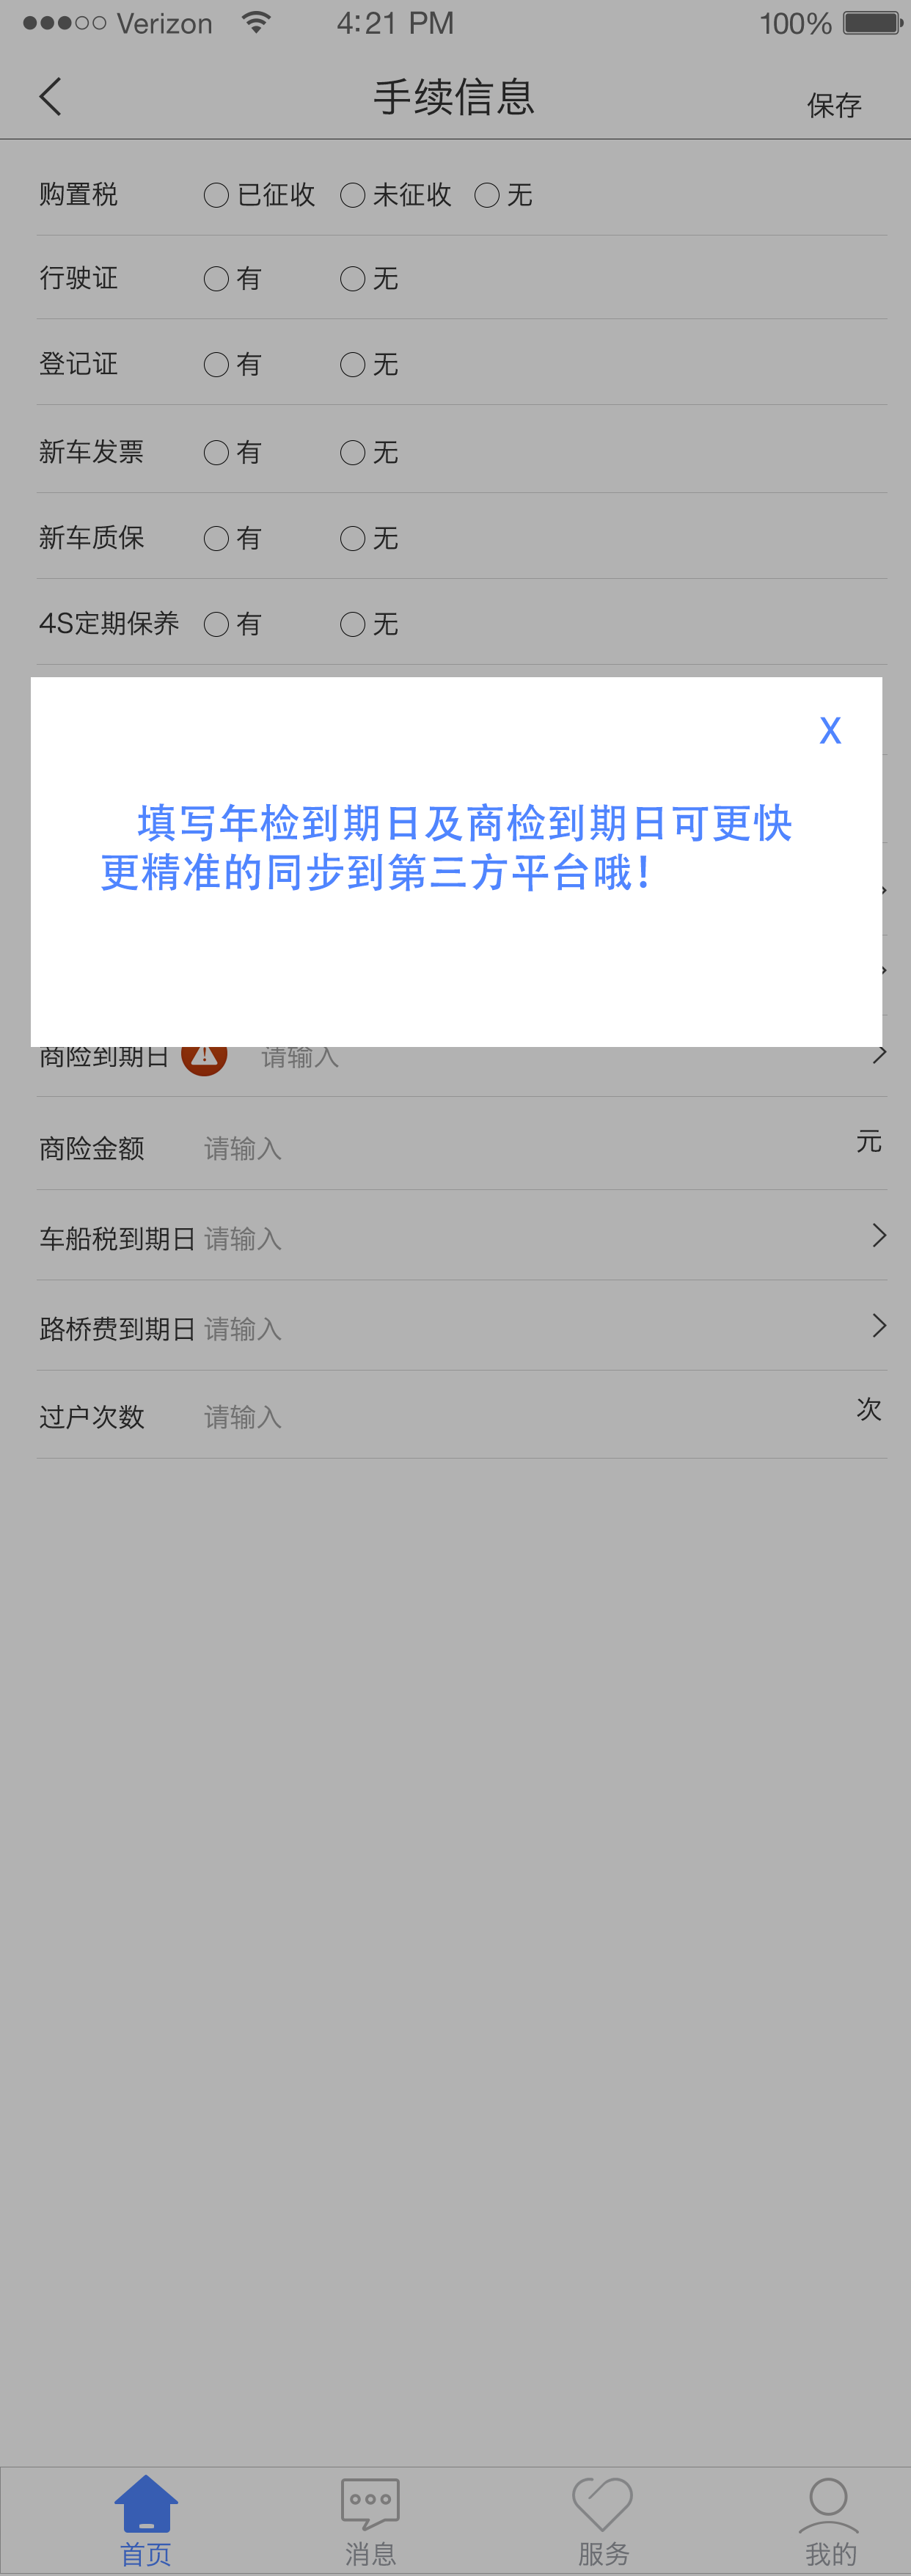 Verizon 4:21 PM 100%
手续信息 保存
购置税 已征收 未征收 无
行驶证 有 无
登记证 有 无
新车发票 有 无
新车质保 有 无
4S定期保养 有 无
X
填写年检到期日及商检到期日可更快
更精准的同步到第三方平台哦!
商险到期日 请输入
商险金额 请输入 元
车船税到期日 请输入
路桥费到期日 请输入
过户次数 请输入 次
首页 消息 服务 我的